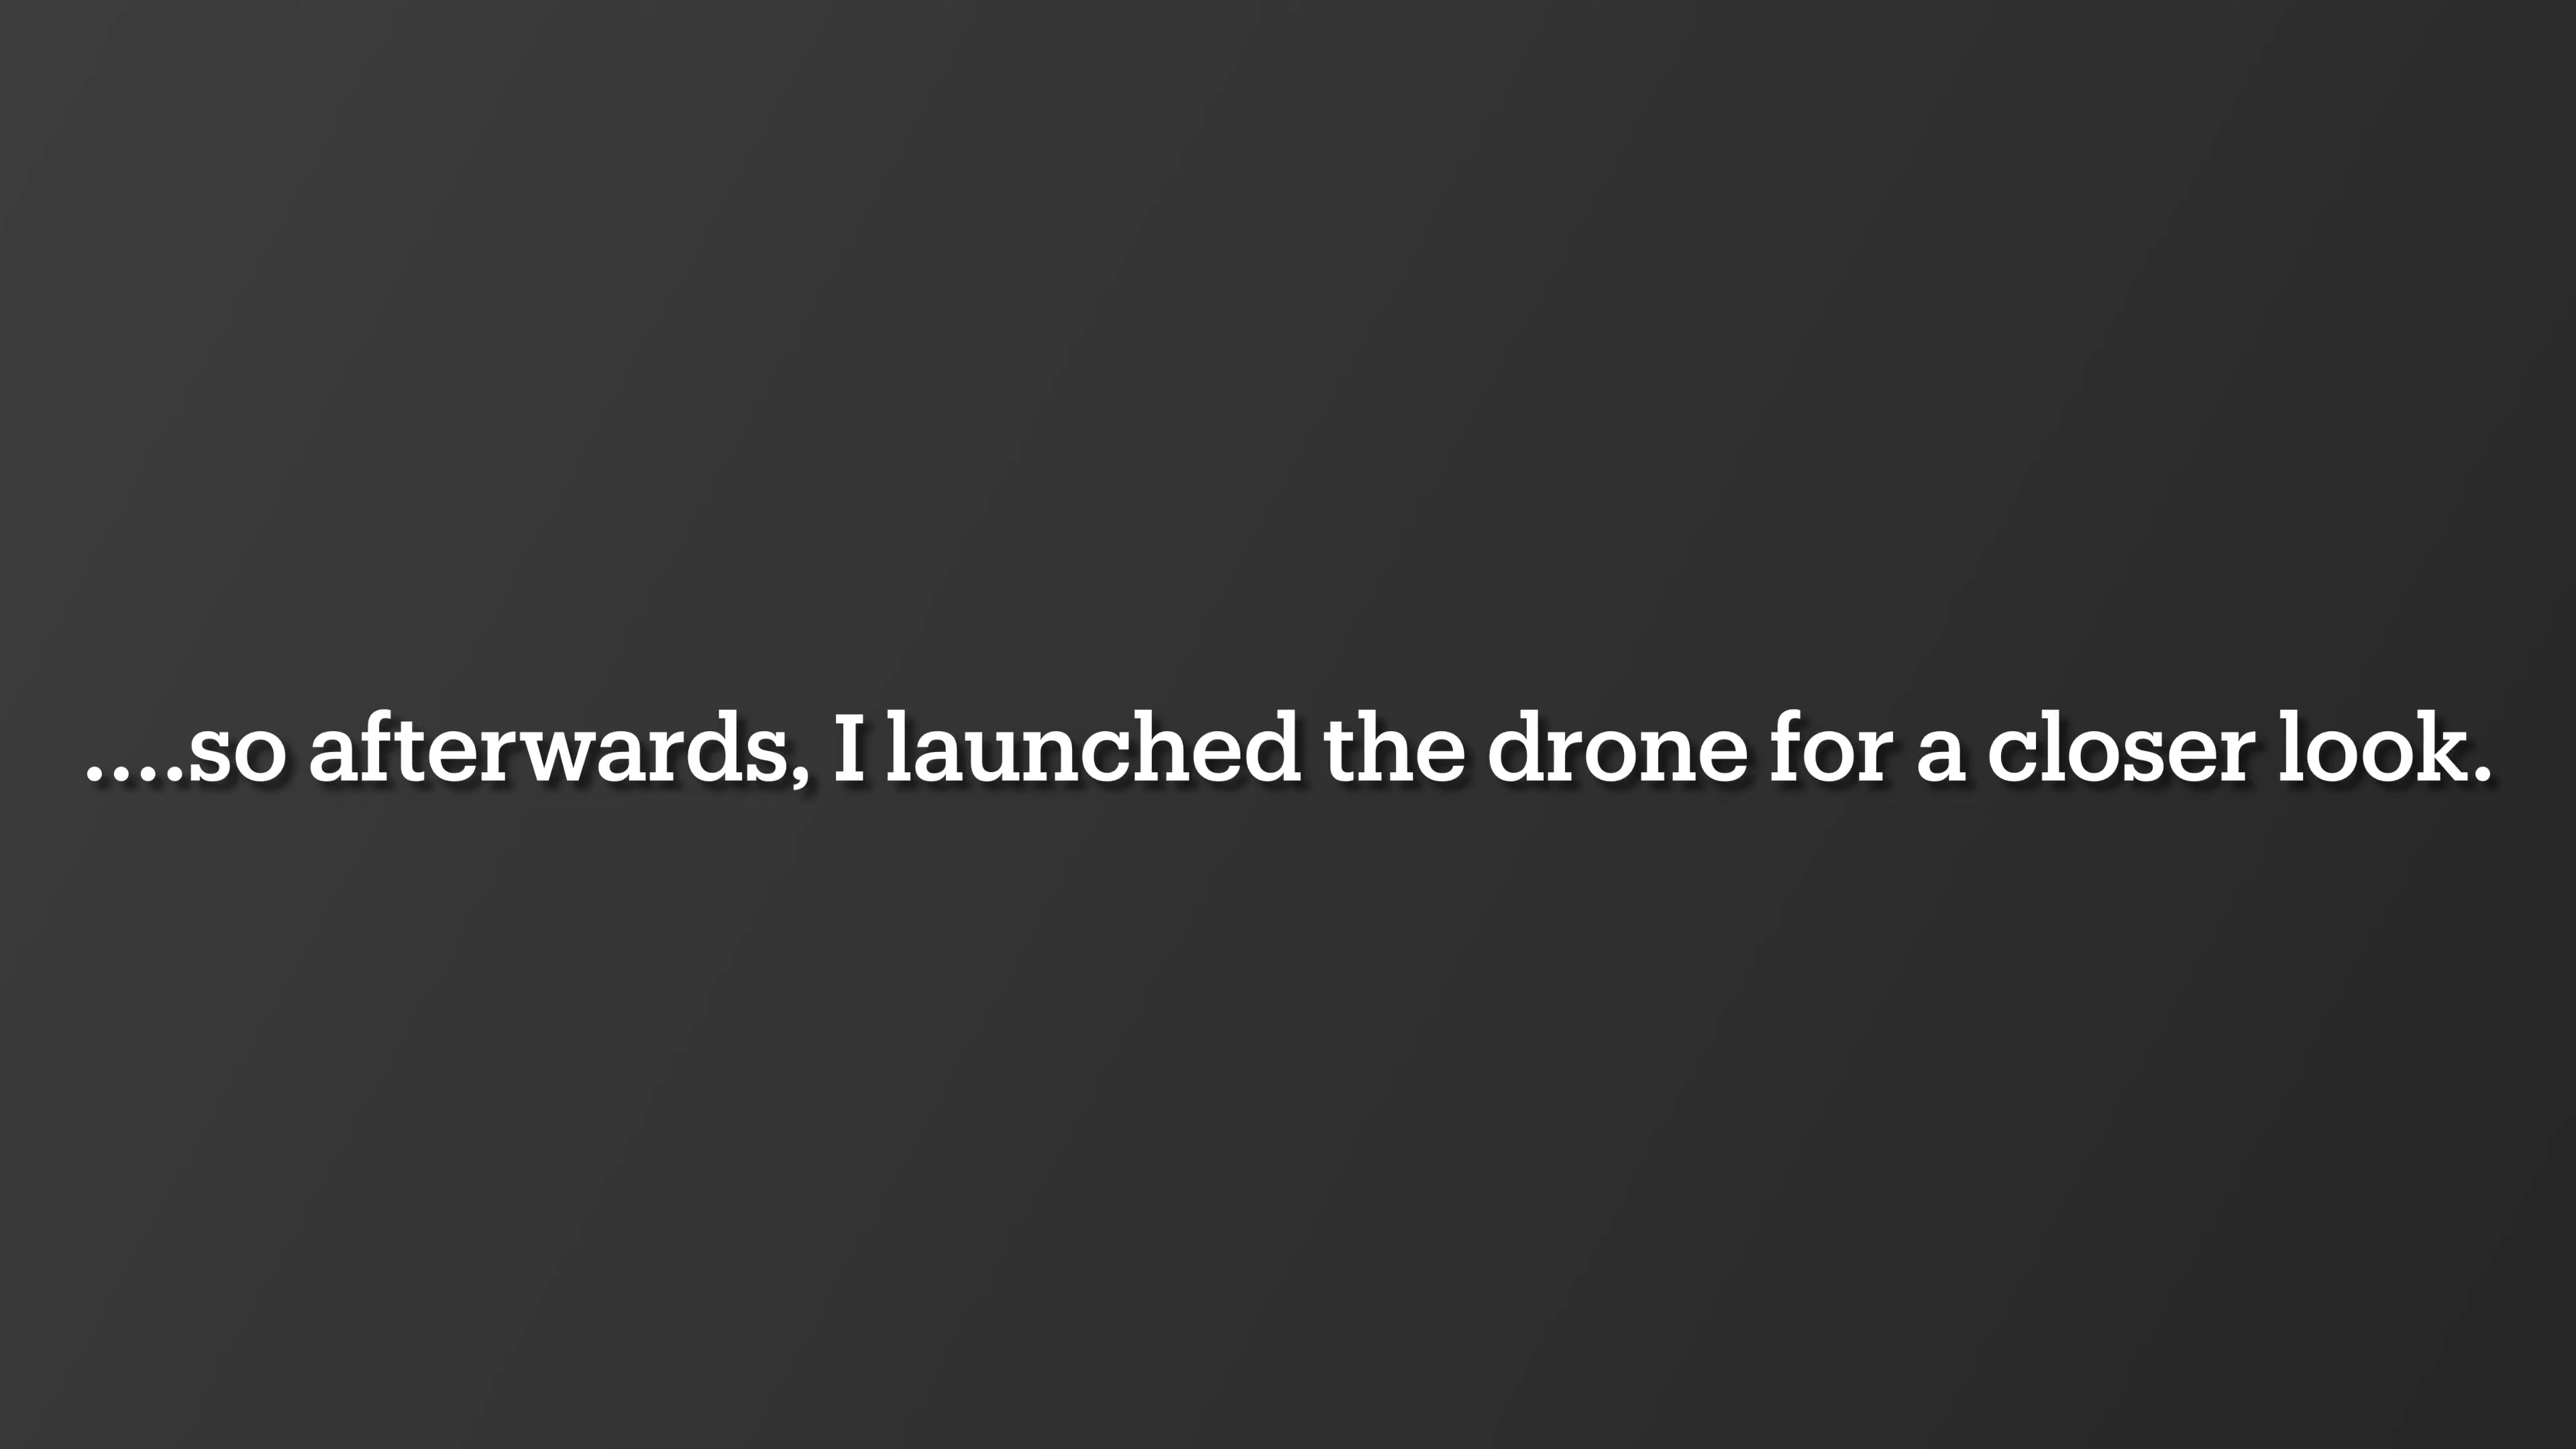 ....so afterwards, I launched the drone for a closer look.